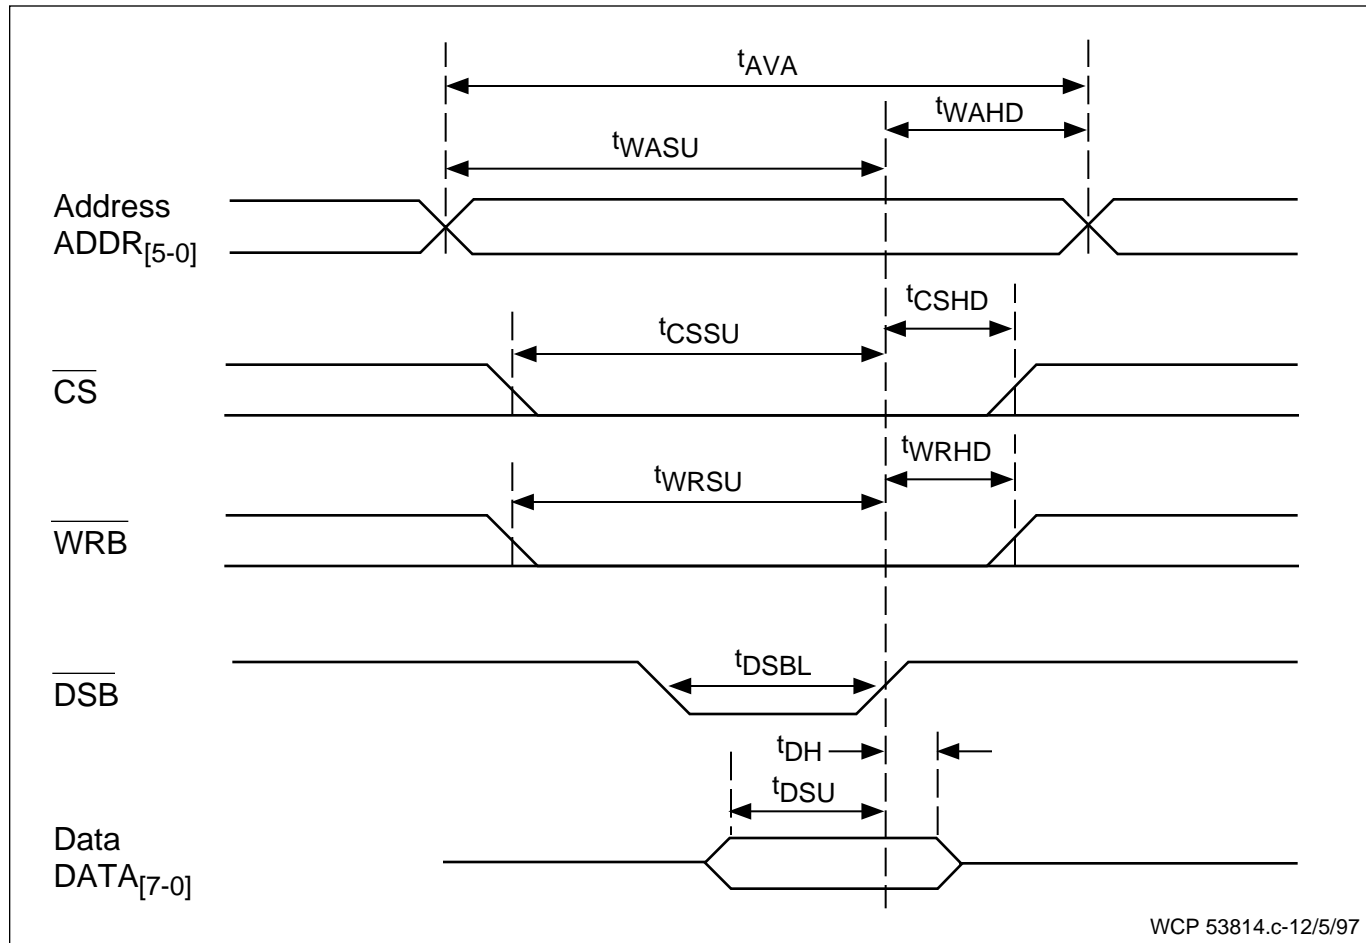 tAVA
tWAHD
tWASU
Address
ADDR[5-0]
tCSHD
tCSSU
CS
tWRHD
tWRSU
WRB
tDSBL
DSB
tDH
tDSU
Data
DATA[7-0]
WCP 53814.c-12/5/97